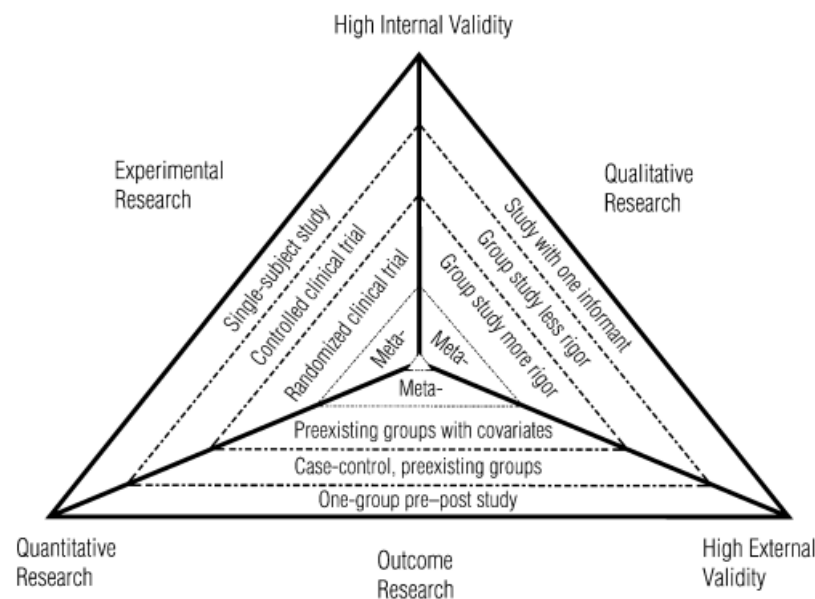 High Internal Validity
Experimental
Research
Qualitative
Research
Single-subject study
Controlled clinical trial
Randomized clinical trial
Meta-
Study with one informant
Group study less rigor
Group study more rigor
Meta-
Meta-
Preexisting groups with covariates
Case-control, preexisting groups
One-group pre–post study
Quantitative
Research
Outcome
Research
High External
Validity